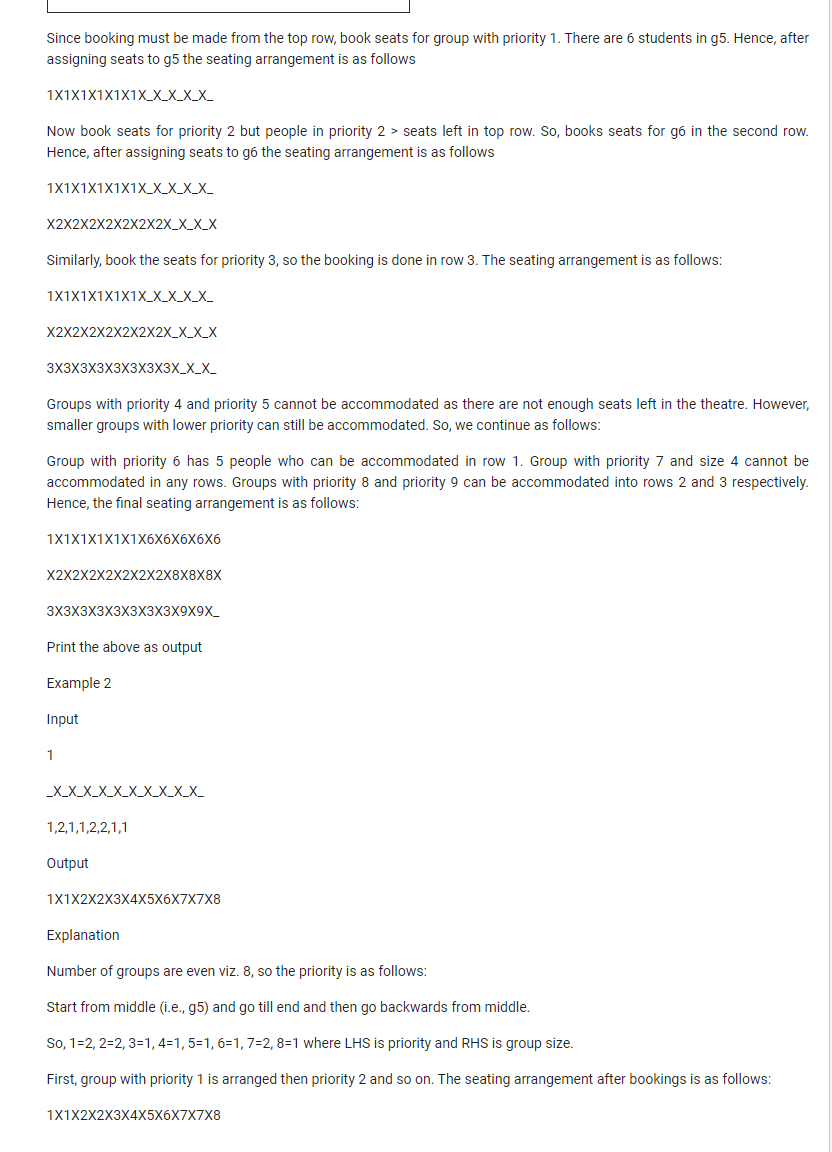 Since booking must be made from the top row, book seats for group with priority 1. There are 6 students in g5. Hence, after
assigning seats to g5 the seating arrangement is as follows
1X1X1X1X1X1X_X_X_X_X_
Now book seats for priority 2 but people in priority 2 > seats left in top row. So, books seats for g6 in the second row.
Hence, after assigning seats to g6 the seating arrangement is as follows
1X1X1X1X1X1X_X_X_X_X_
X2X2X2X2X2X2X2X_X_X_X
Similarly, book the seats for priority 3, so the booking is done in row 3. The seating arrangement is as follows:
1X1X1X1X1X1X_X_X_X_X_
X2X2X2X2X2X2X2X_X_X_X
3X3X3X3X3X3X3X3X_X_X_
Groups with priority 4 and priority 5 cannot be accommodated as there are not enough seats left in the theatre. However,
smaller groups with lower priority can still be accommodated. So, we continue as follows:
Group with priority 6 has 5 people who can be accommodated in row 1. Group with priority 7 and size 4 cannot be
accommodated in any rows. Groups with priority 8 and priority 9 can be accommodated into rows 2 and 3 respectively.
Hence, the final seating arrangement is as follows:
1X1X1X1X1X1X6X6X6X6X6
X2X2X2X2X2X2X2X8X8X8X
3X3X3X3X3X3X3X3X9X9X_
Print the above as output
Example 2
Input
1
_X_X_X_X_X_X_X_X_X_X_
1,2,1,1,2,2,1,1
Output
1X1X2X2X3X4X5X6X7X7X8
Explanation
Number of groups are even viz. 8, so the priority is as follows:
Start from middle (i.e., g5) and go till end and then go backwards from middle.
So, 1=2, 2=2, 3=1, 4=1, 5=1, 6=1, 7=2, 8=1 where LHS is priority and RHS is group size.
First, group with priority 1 is arranged then priority 2 and so on. The seating arrangement after bookings is as follows:
1X1X2X2X3X4X5X6X7X7X8